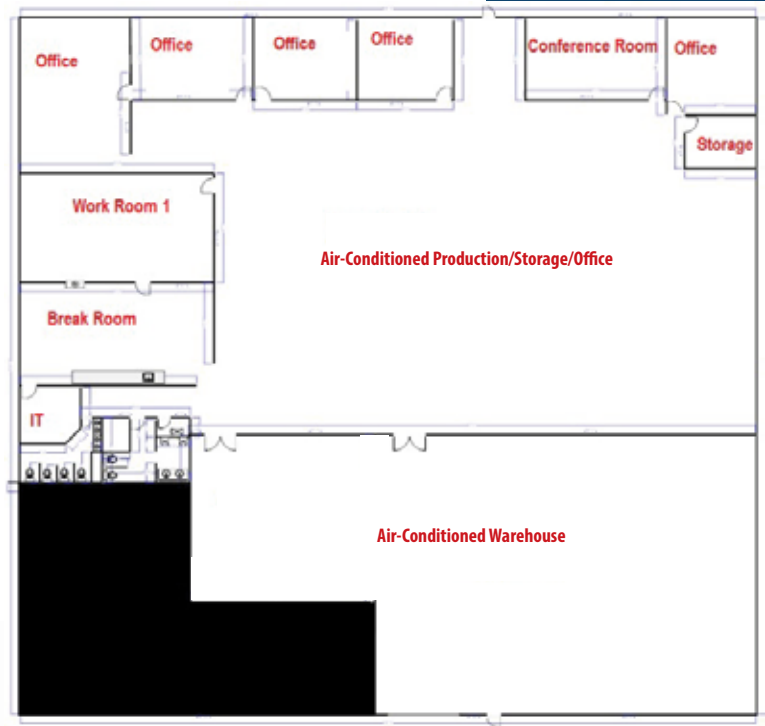 Office
Office
Office
Office
Conference Room
Office
Storage
Work Room 1
Air-Conditioned Production/Storage/Office
Break Room
IT
Air-Conditioned Warehouse